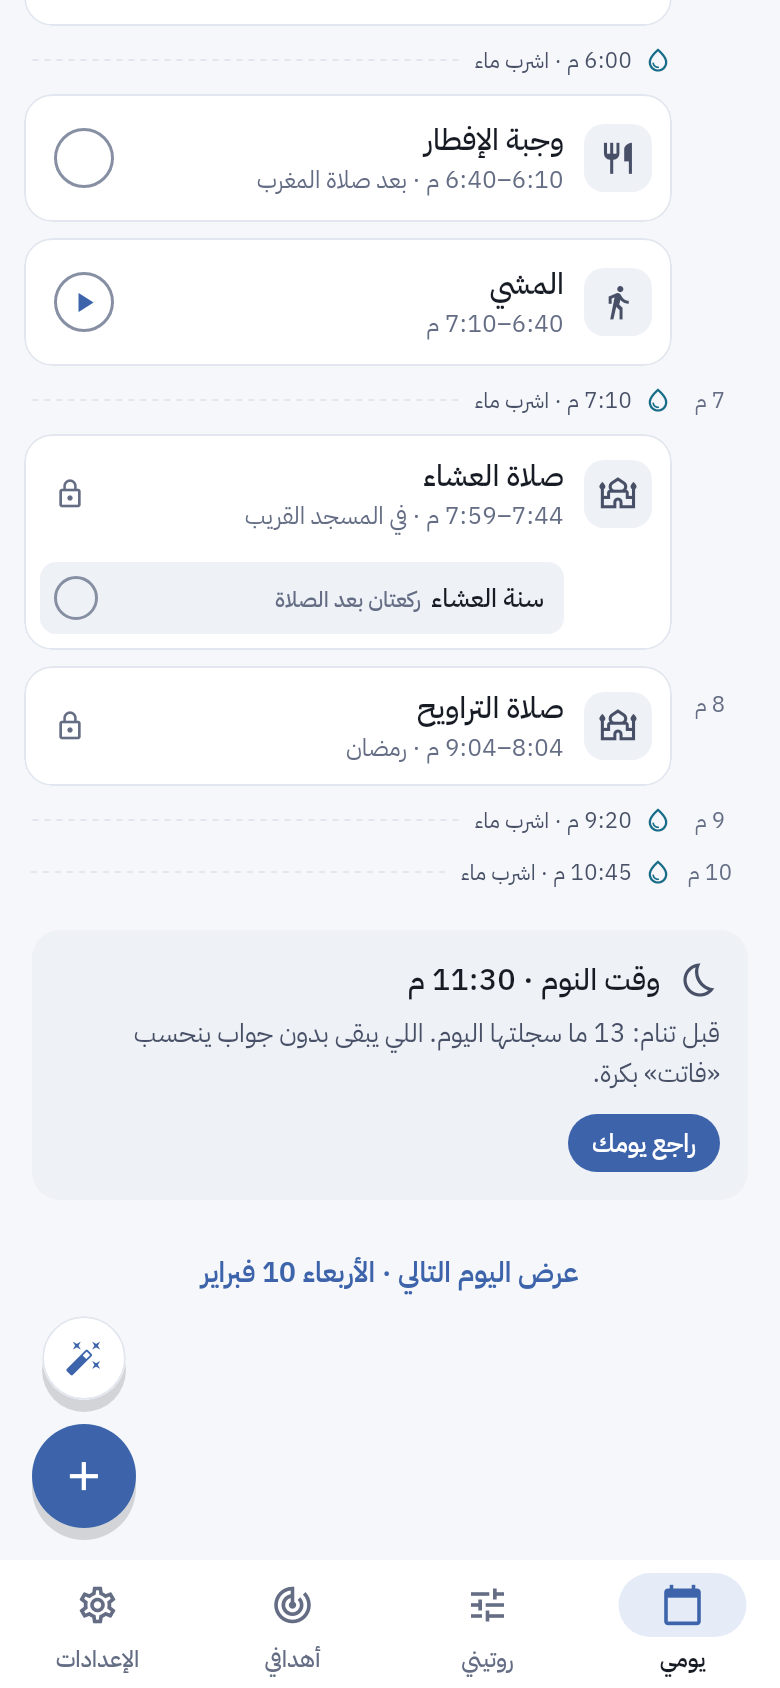 6:00 م · اشرب ماء
وجبة الإفطار
6:10–6:40 م · بعد صلاة المغرب
المشي
6:40–7:10 م
7 م
7:10 م · اشرب ماء
صلاة العشاء
7:44–7:59 م · في المسجد القريب
سنة العشاء ركعتان بعد الصلاة
8 م
صلاة التراويح
8:04–9:04 م · رمضان
9 م
9:20 م · اشرب ماء
10 م
10:45 م · اشرب ماء
وقت النوم · 11:30 م
قبل تنام: 13 ما سجلتها اليوم. اللي يبقى بدون جواب ينحسب
«فاتت» بكرة.
راجع يومك
عرض اليوم التالي · الأربعاء 10 فبراير
يومي
روتيني
أهدافي
الإعدادات